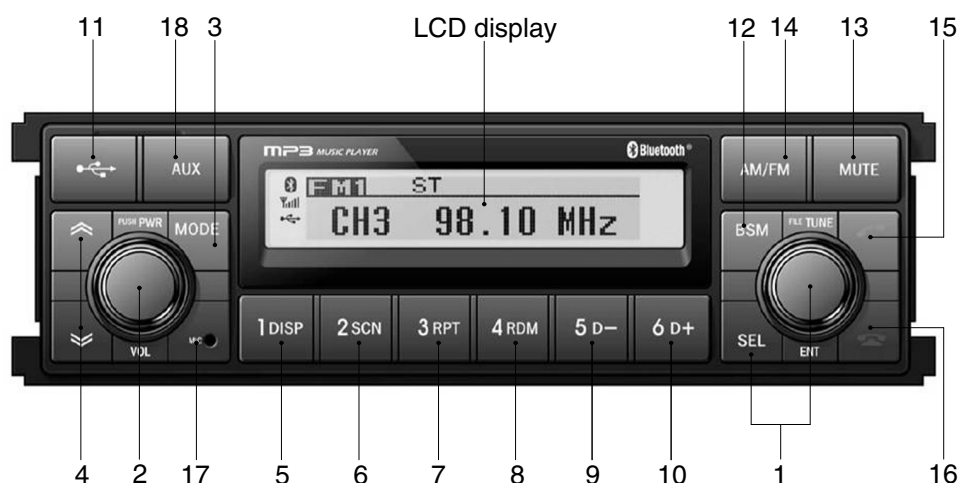 11 18 3 LCD display 12 14 13 15
AUX
MP3 MUSIC PLAYER
Bluetooth®
AM/FM MUTE
FM1 ST
CH3 98.10 MHz
PUSH PWR MODE
BSM FILE TUNE
1 DISP 2 SCN 3 RPT 4 RDM 5 D− 6 D+
VOL MIC
SEL ENT
4 2 17 5 6 7 8 9 10 1 16